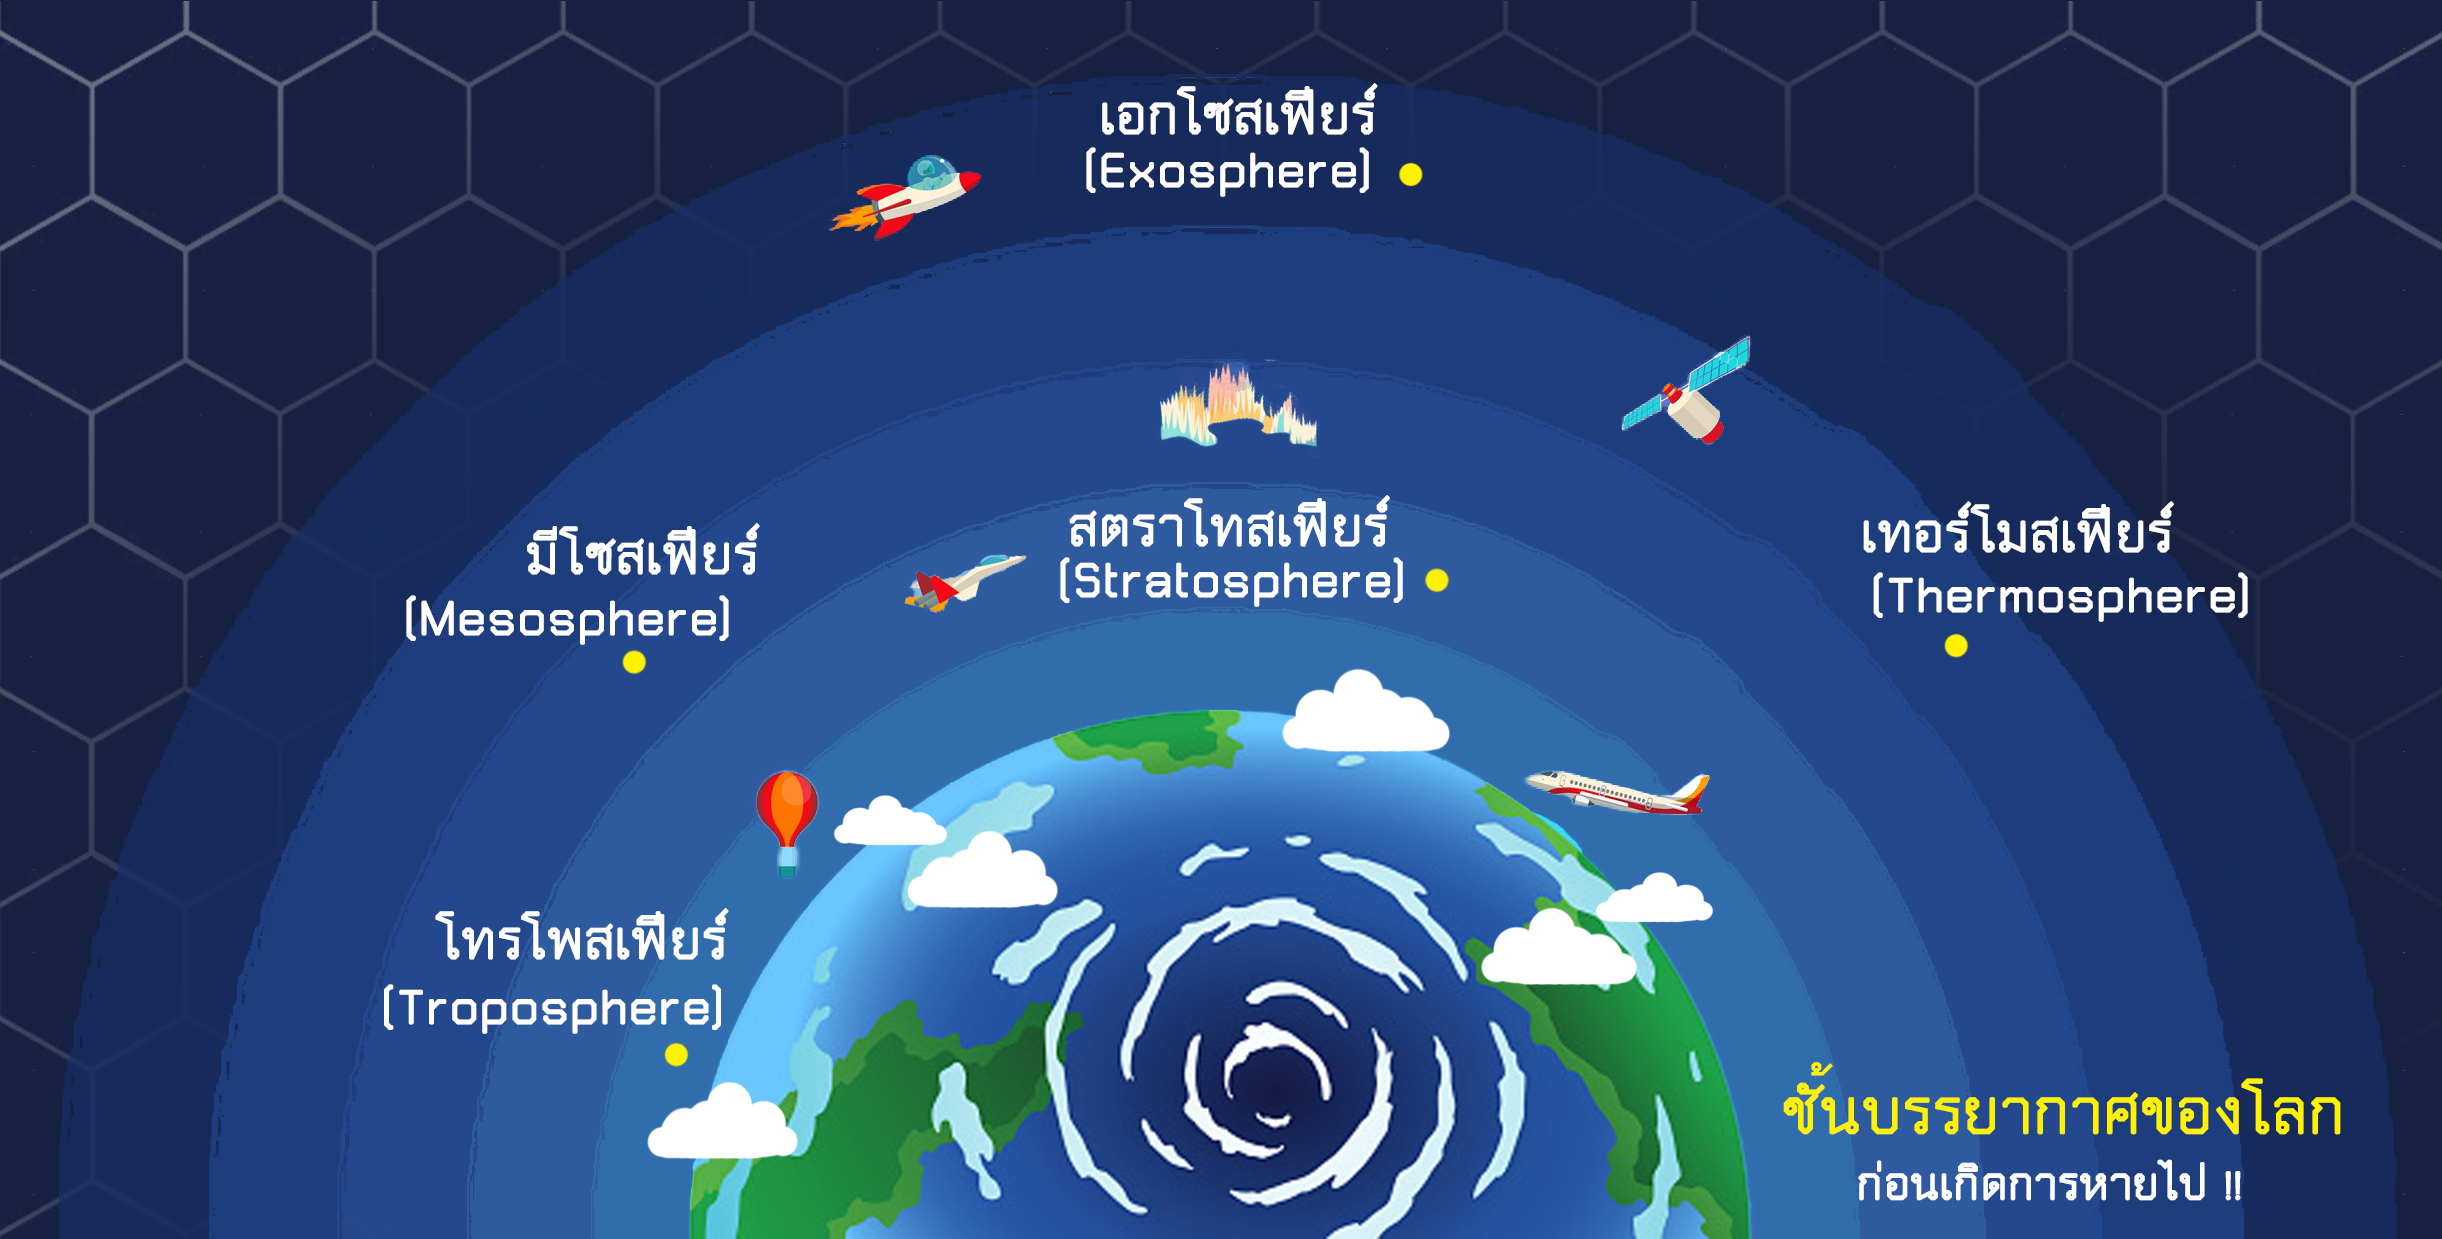 เอกโซสเฟียร์
(Exosphere)
สตราโทสเฟียร์
(Stratosphere)
เทอร์โมสเฟียร์
(Thermosphere)
มีโซสเฟียร์
(Mesosphere)
โทรโพสเฟียร์
(Troposphere)
ชั้นบรรยากาศของโลก
ก่อนเกิดการหายไป !!